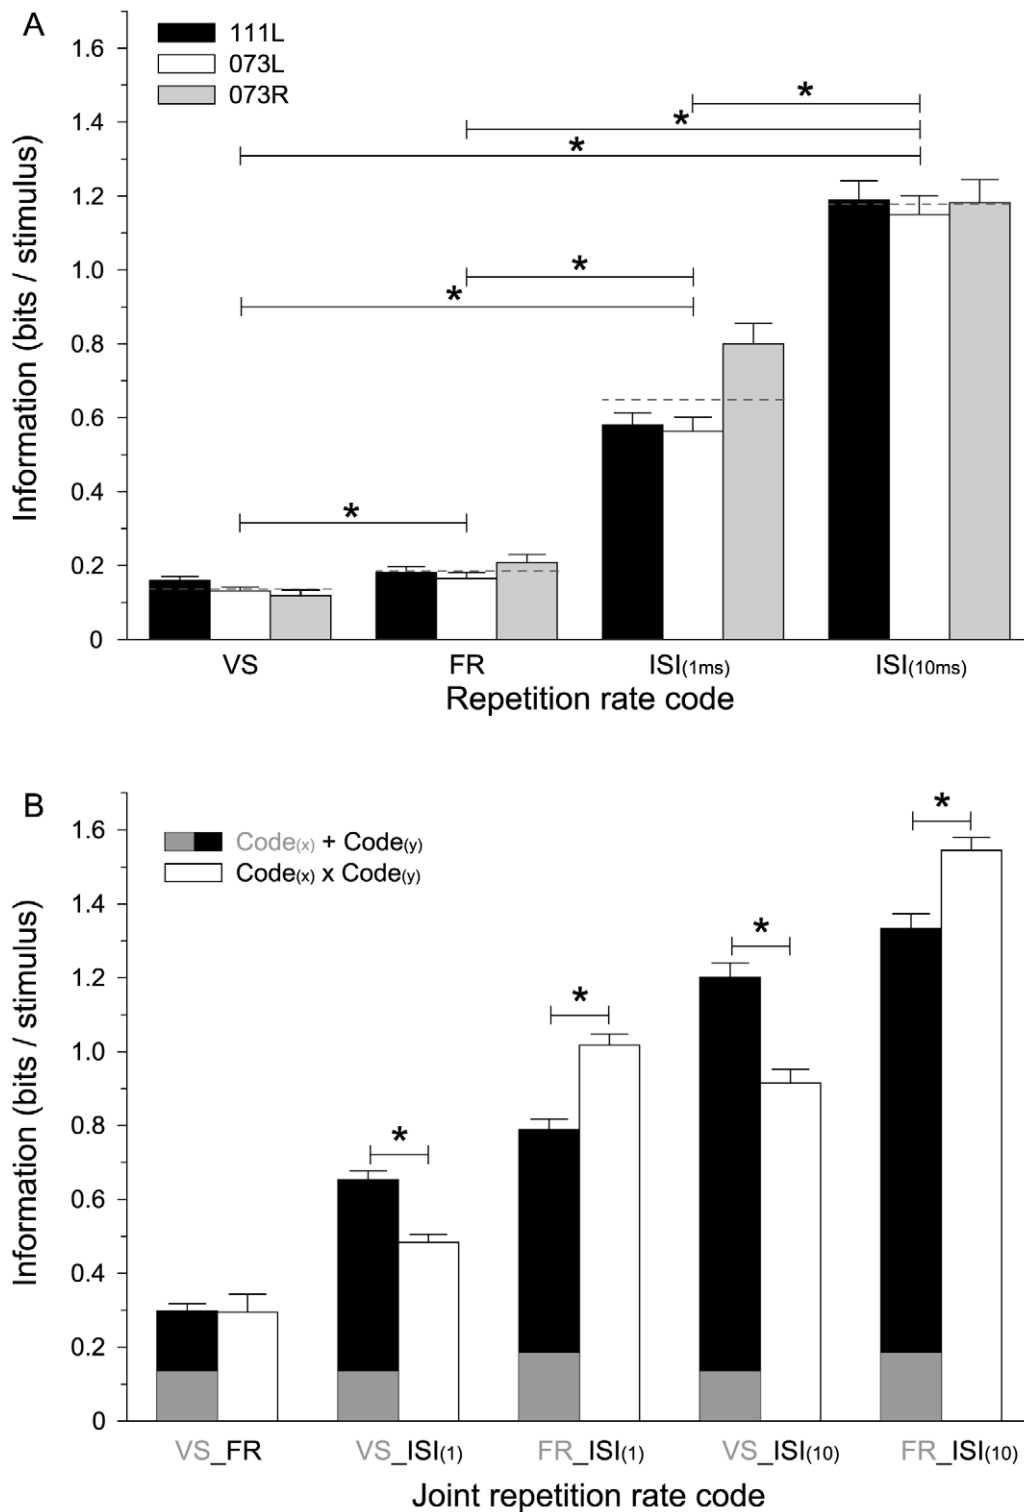 A
111L
073L
073R
Information (bits / stimulus)
1.6
1.4
1.2
1.0
0.8
0.6
0.4
0.2
0
*
*
*
*
*
*
VS FR ISI(1ms) ISI(10ms)
Repetition rate code
B
Code(x) + Code(y)
Code(x) x Code(y)
Information (bits / stimulus)
1.6
1.4
1.2
1.0
0.8
0.6
0.4
0.2
0
*
*
*
*
VS_FR VS_ISI(1) FR_ISI(1) VS_ISI(10) FR_ISI(10)
Joint repetition rate code